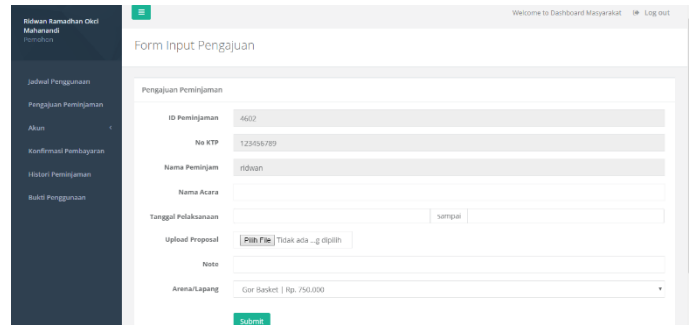 Ridwan Ramadhan Okci
Mahanandi
Pemohon
Jadwal Penggunaan
Pengajuan Peminjaman
Akun
Konfirmasi Pembayaran
Histori Peminjaman
Bukti Penggunaan
Welcome to Dashboard Masyarakat Log out
Form Input Pengajuan
Pengajuan Peminjaman
ID Peminjaman 4602
No KTP 123456789
Nama Peminjam ridwan
Nama Acara
Tanggal Pelaksanaan sampai
Upload Proposal Pilih File Tidak ada ...g dipilih
Note
Arena/Lapang Gor Basket | Rp. 750.000
Submit